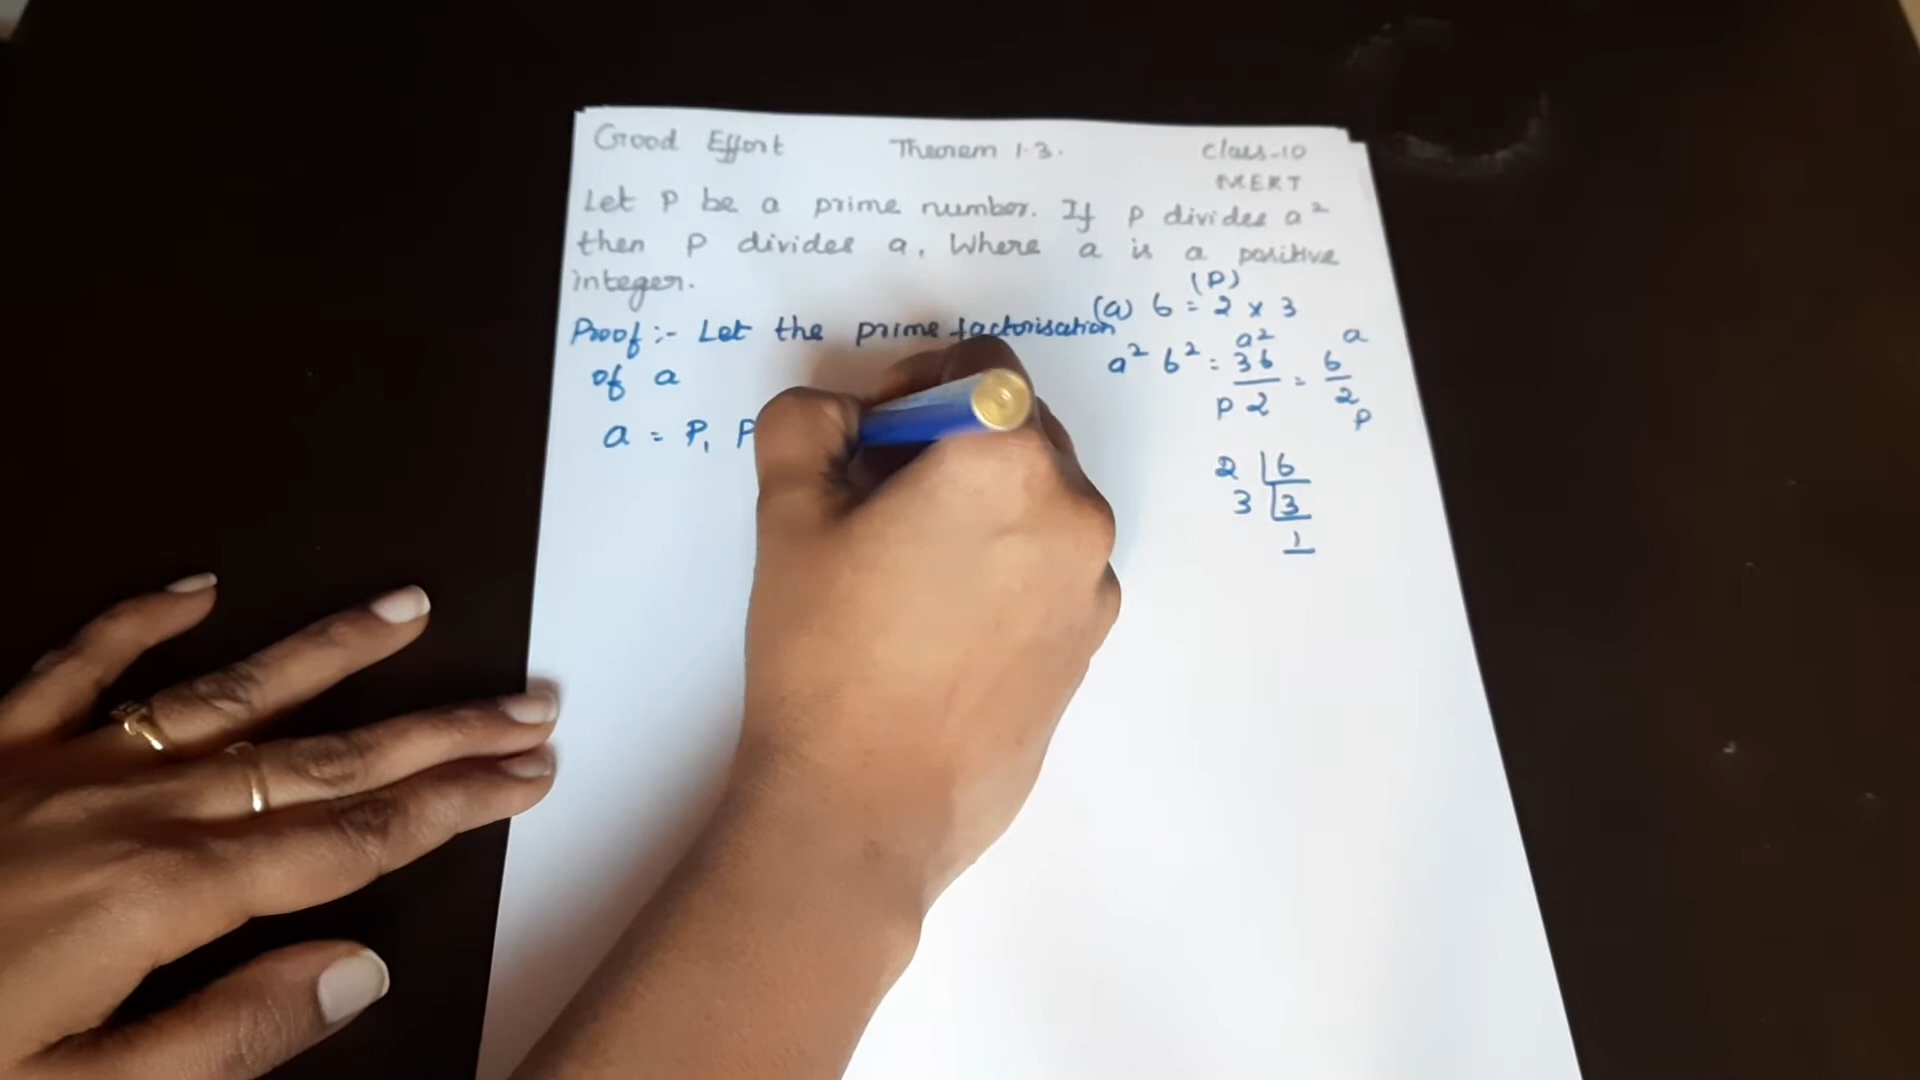 Good Effort Theorem 1.3. Class-10
NCERT
Let P be a prime number. If P divides a²
then P divides a, Where a is a positive
integer.
(P)
(a) 6 = 2 x 3
Proof :- Let the prime factorisation
a² a
a² 6² = 36 = 6
P 2 2 P
of a
a = P₁ P
2 6
3 3
1